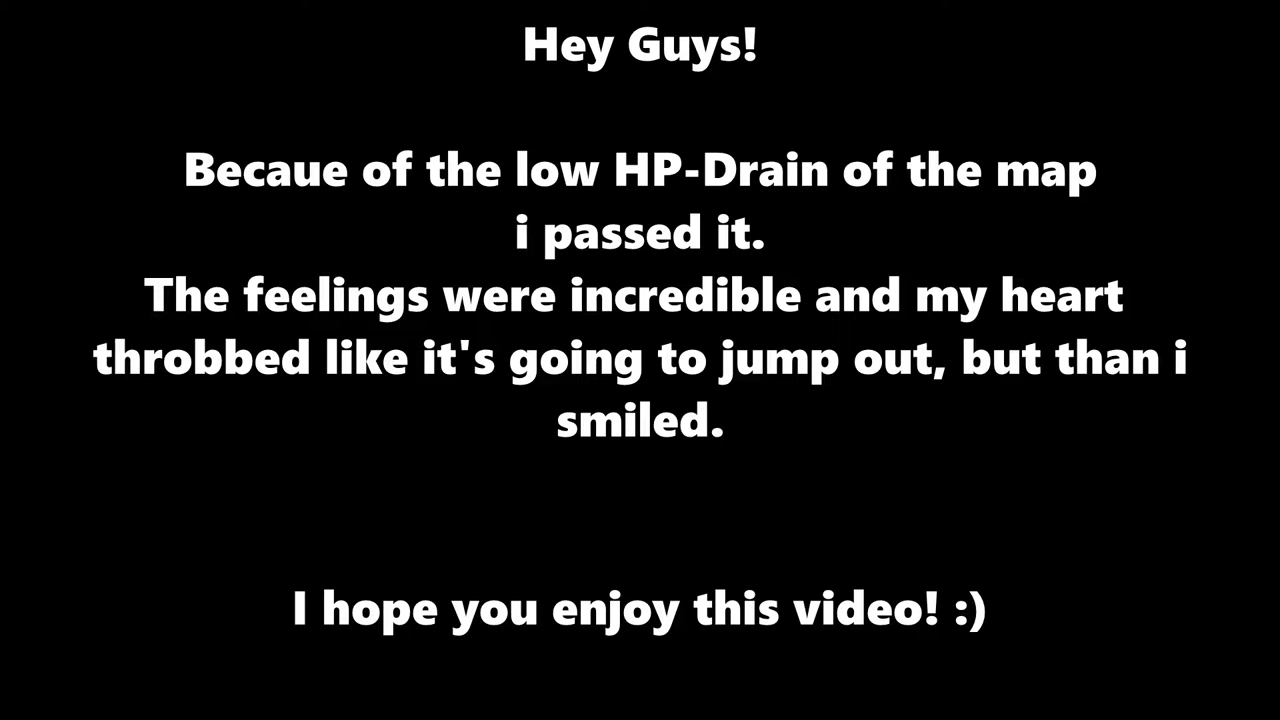 Hey Guys!
Becaue of the low HP-Drain of the map
i passed it.
The feelings were incredible and my heart
throbbed like it's going to jump out, but than i
smiled.
I hope you enjoy this video! :)